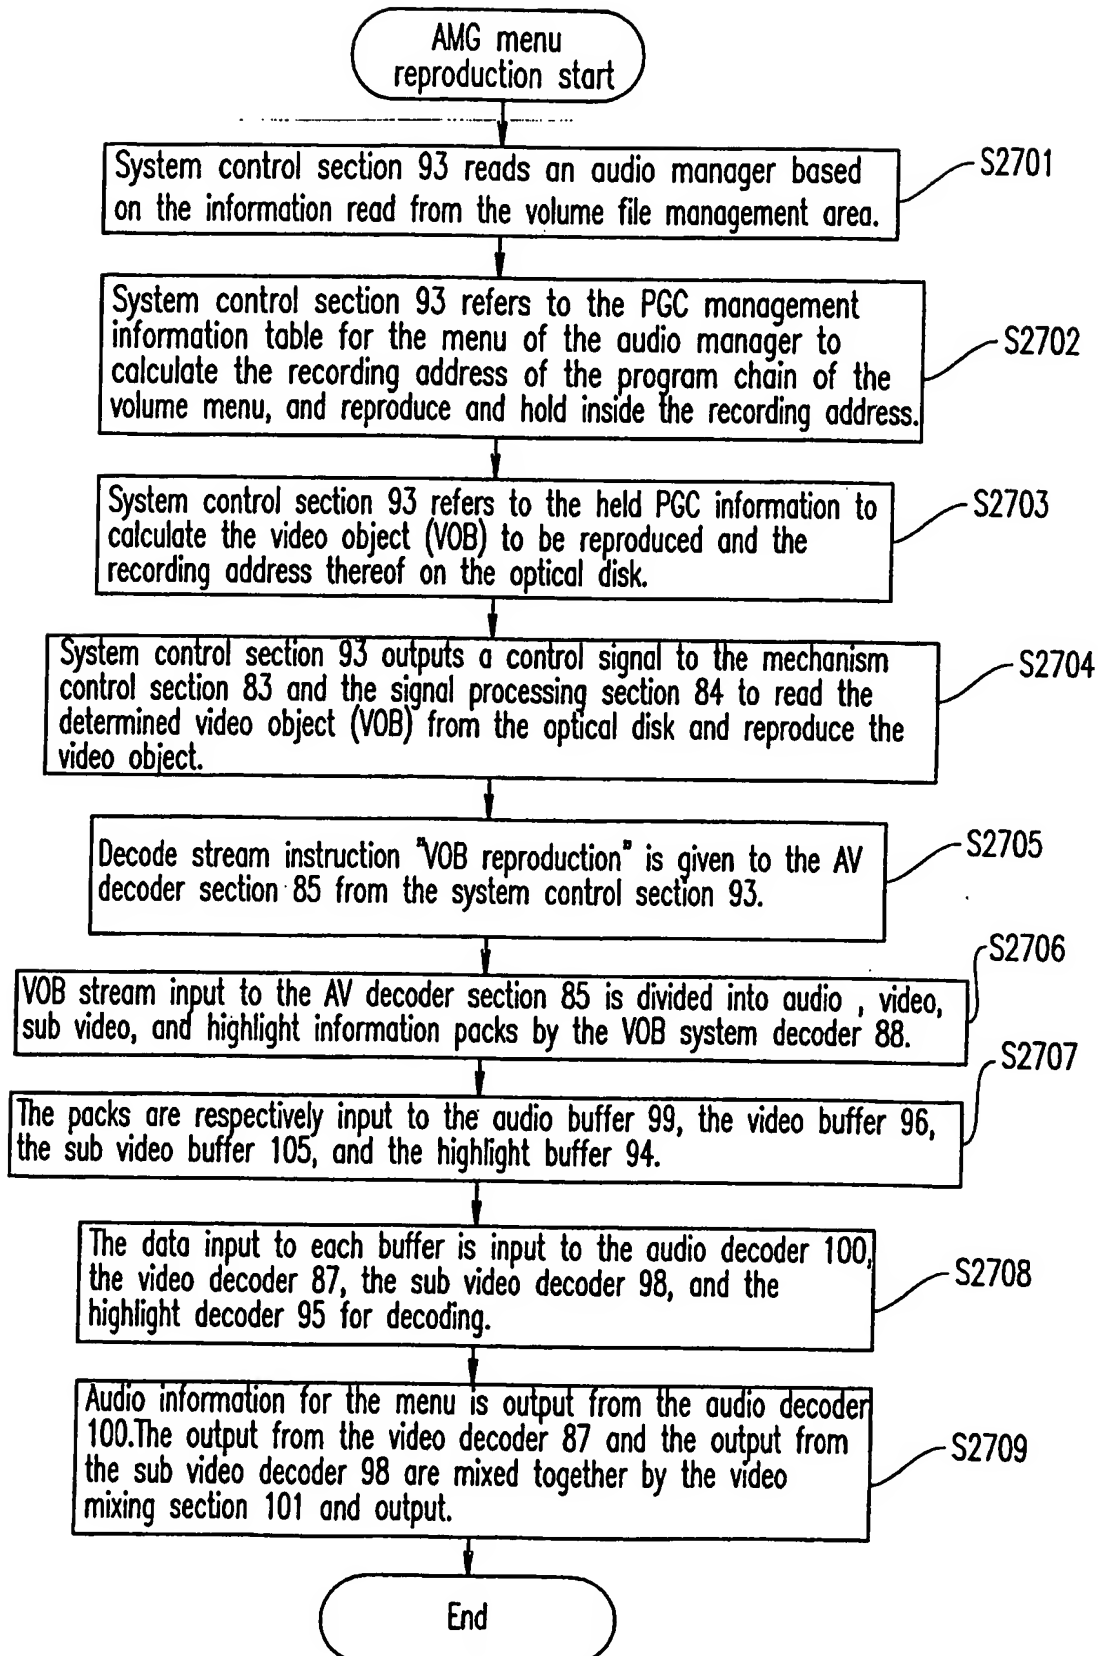 AMG menu
reproduction start
System control section 93 reads an audio manager based
on the information read from the volume file management area.
S2701
System control section 93 refers to the PGC management
information table for the menu of the audio manager to
calculate the recording address of the program chain of the
volume menu, and reproduce and hold inside the recording address.
S2702
System control section 93 refers to the held PGC information to
calculate the video object (VOB) to be reproduced and the
recording address thereof on the optical disk.
S2703
System control section 93 outputs a control signal to the mechanism
control section 83 and the signal processing section 84 to read the
determined video object (VOB) from the optical disk and reproduce the
video object.
S2704
Decode stream instruction "VOB reproduction" is given to the AV
decoder section 85 from the system control section 93.
S2705
VOB stream input to the AV decoder section 85 is divided into audio , video,
sub video, and highlight information packs by the VOB system decoder 88.
S2706
The packs are respectively input to the audio buffer 99, the video buffer 96,
the sub video buffer 105, and the highlight buffer 94.
S2707
The data input to each buffer is input to the audio decoder 100,
the video decoder 87, the sub video decoder 98, and the
highlight decoder 95 for decoding.
S2708
Audio information for the menu is output from the audio decoder
100.The output from the video decoder 87 and the output from
the sub video decoder 98 are mixed together by the video
mixing section 101 and output.
S2709
End